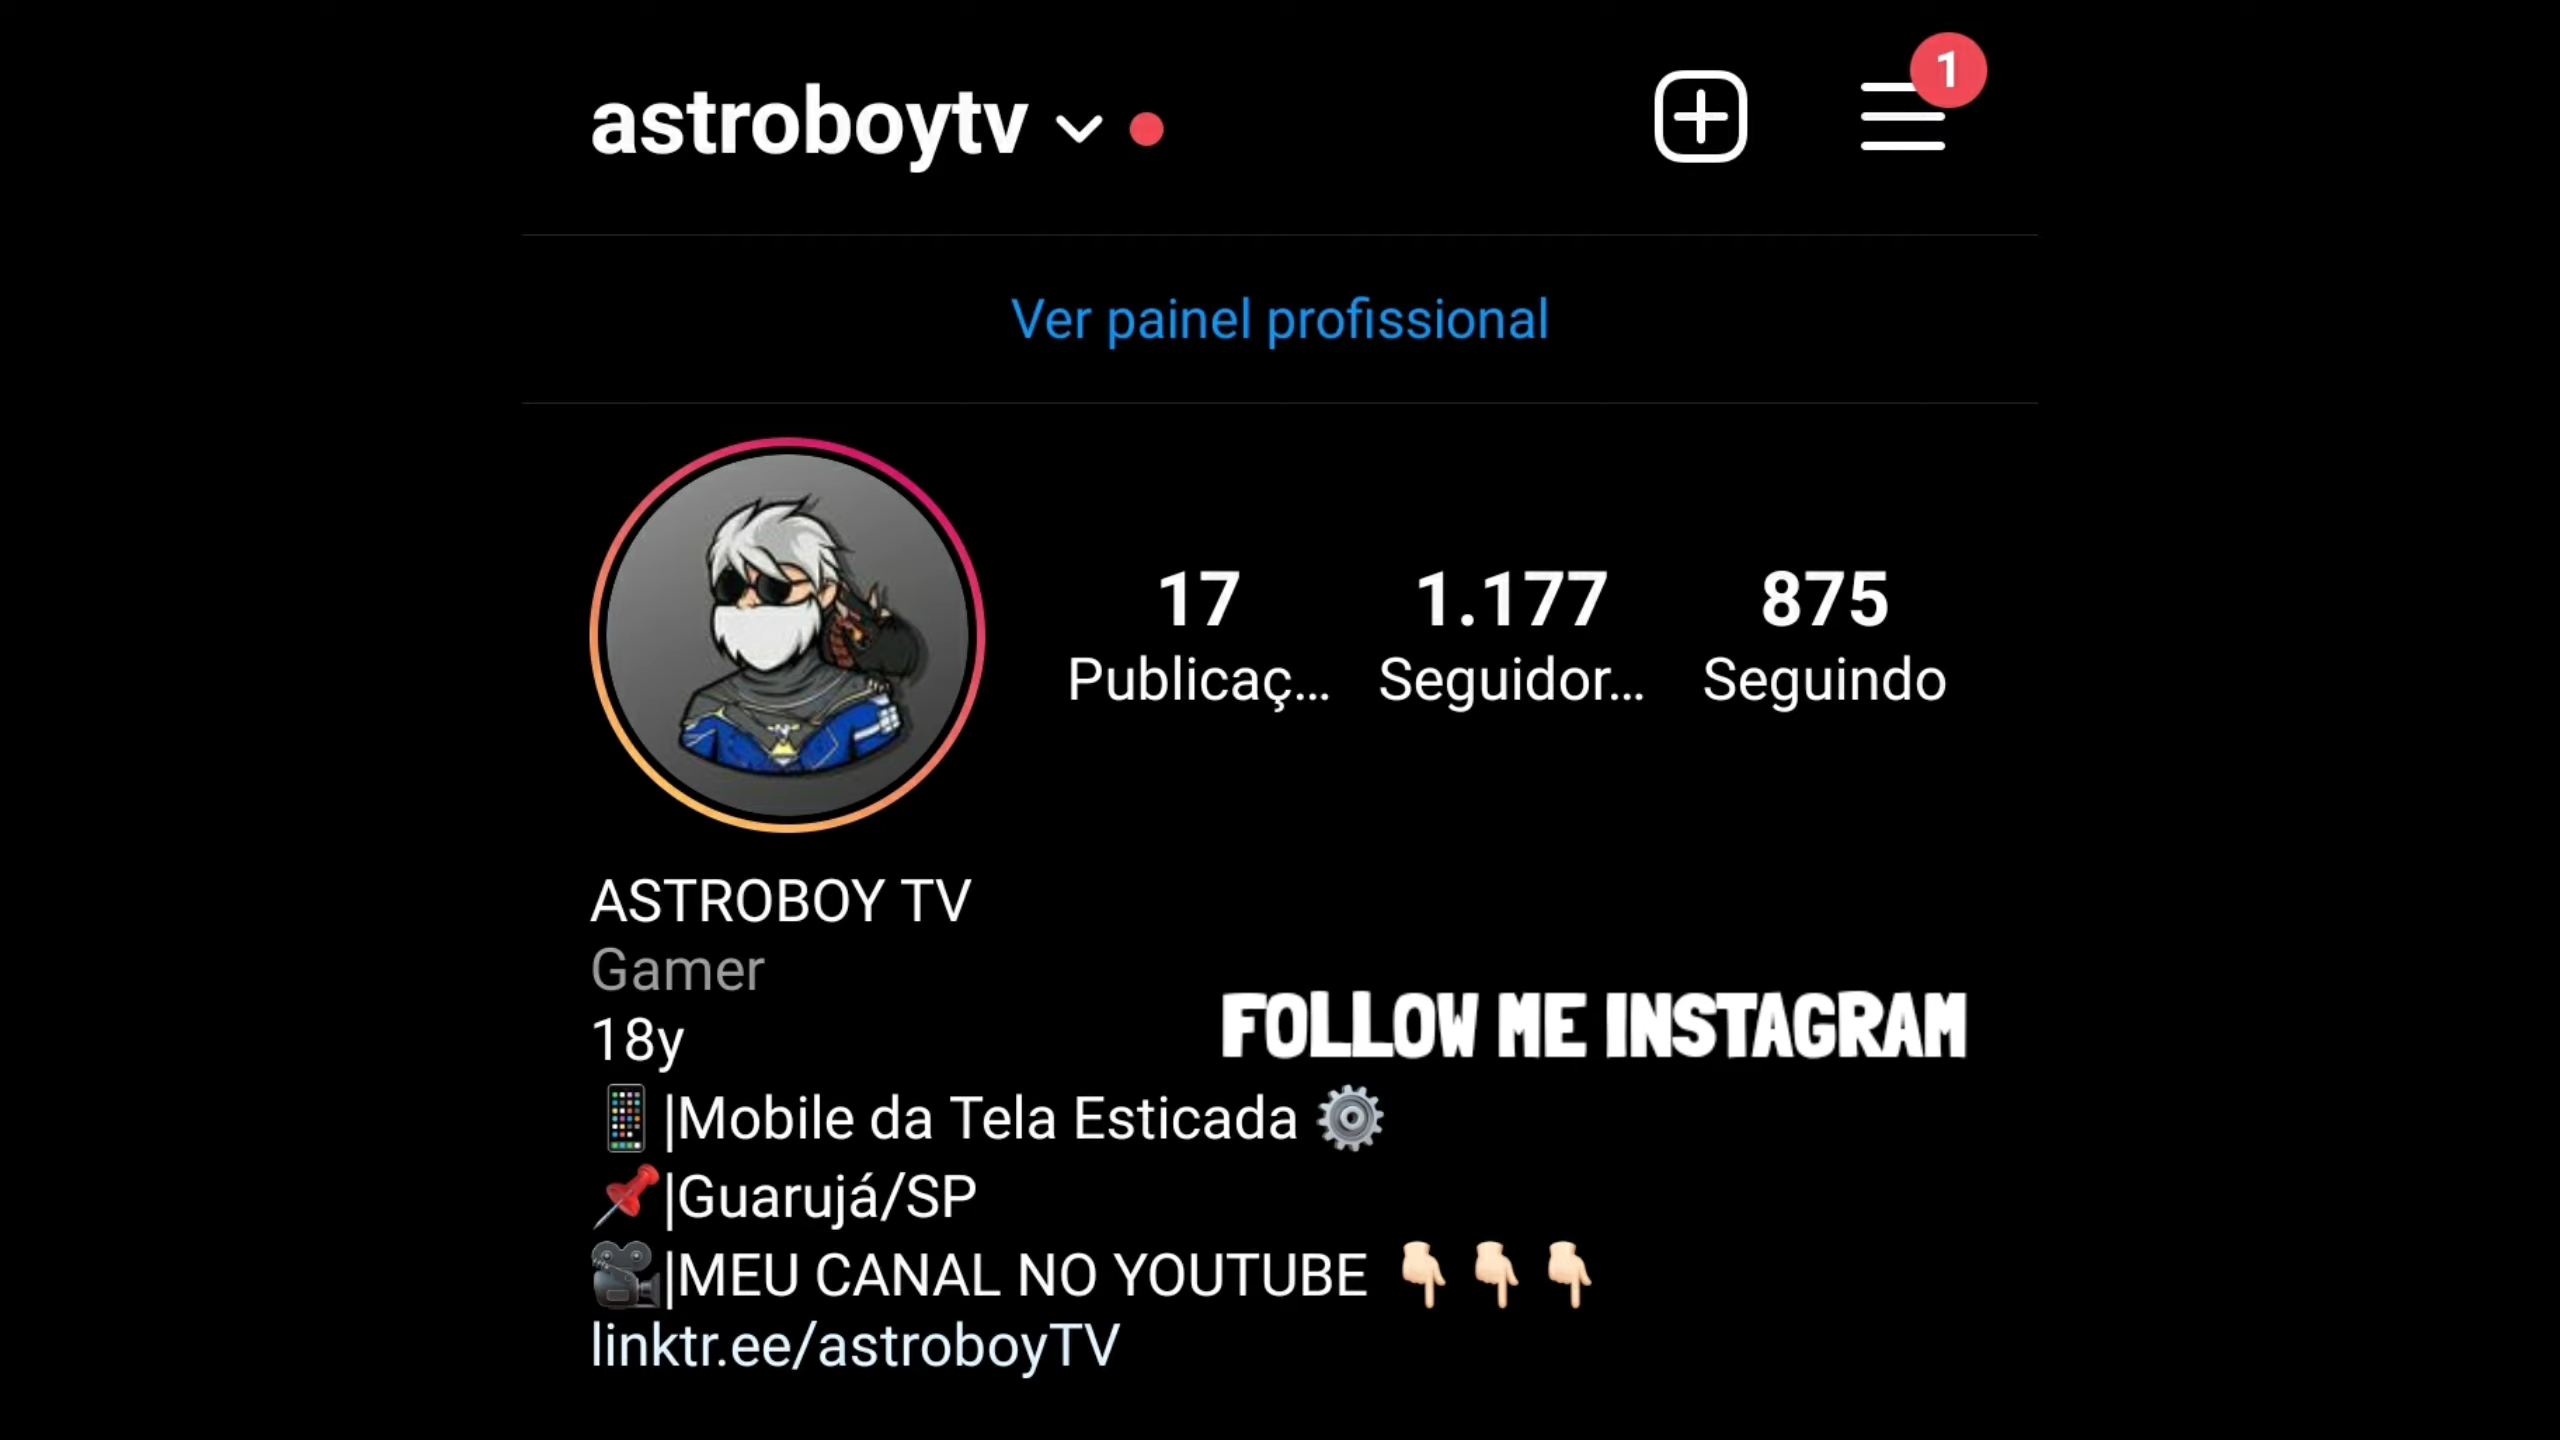 astroboytv
1
Ver painel profissional
17 1.177 875
Publicaç... Seguidor... Seguindo
ASTROBOY TV
Gamer
18y
FOLLOW ME INSTAGRAM
📱|Mobile da Tela Esticada ⚙️
📌|Guarujá/SP
🎥|MEU CANAL NO YOUTUBE 👇🏻👇🏻👇🏻
linktr.ee/astroboyTV